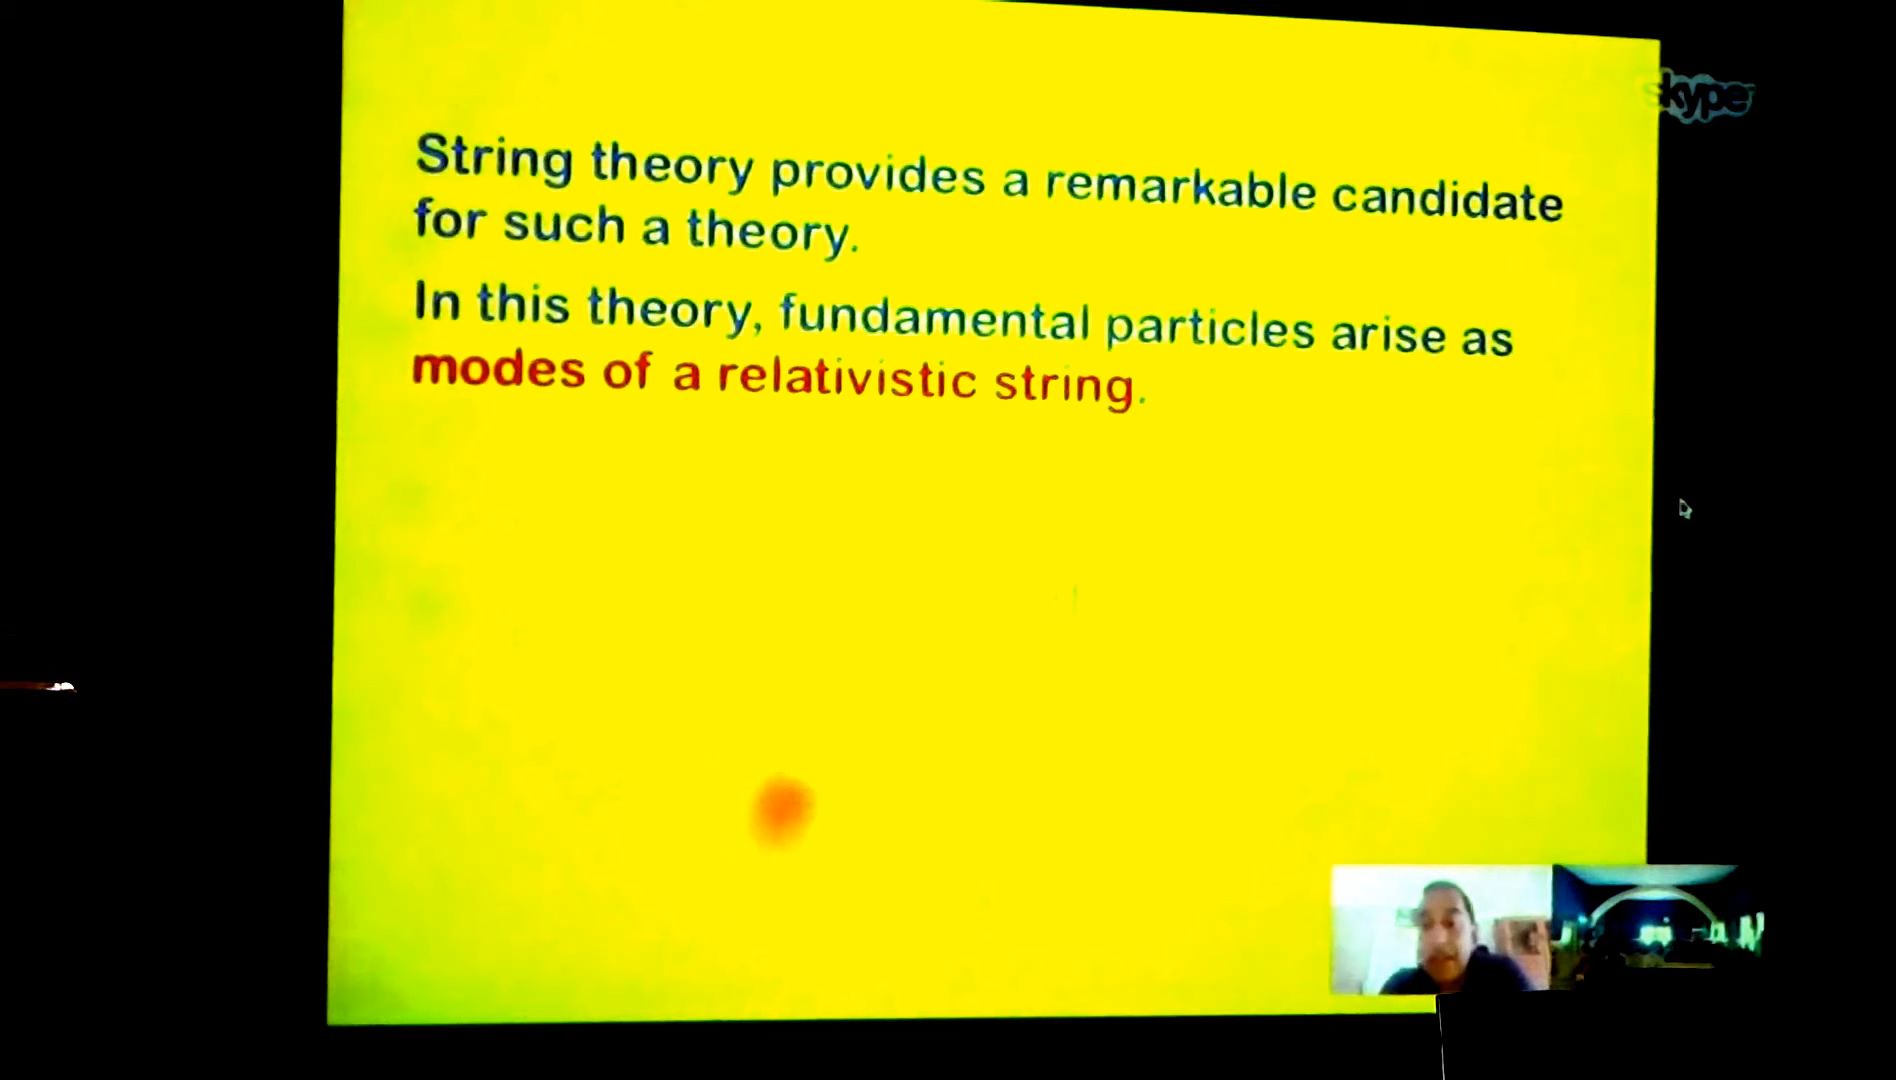 skype
String theory provides a remarkable candidate
for such a theory.
In this theory, fundamental particles arise as
modes of a relativistic string.